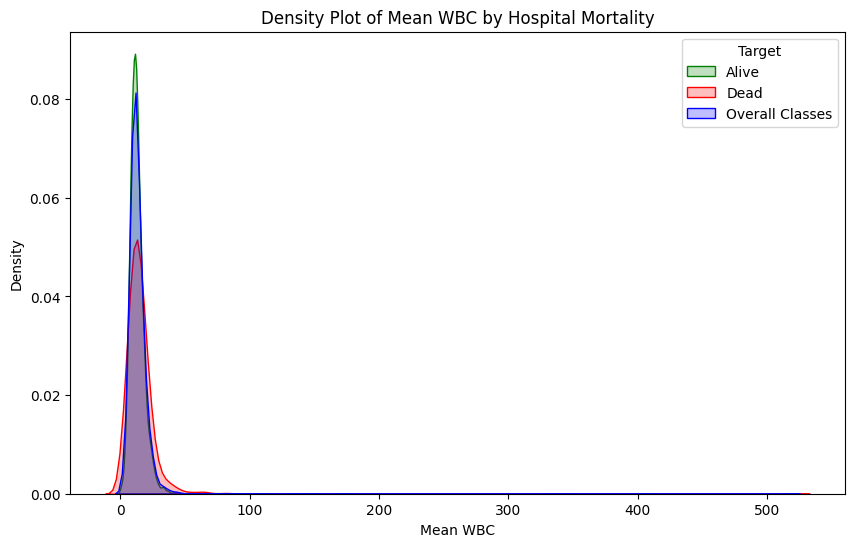 Density Plot of Mean WBC by Hospital Mortality
Target
Alive
Dead
Overall Classes
Density
0.08
0.06
0.04
0.02
0.00
0
100
200
300
400
500
Mean WBC